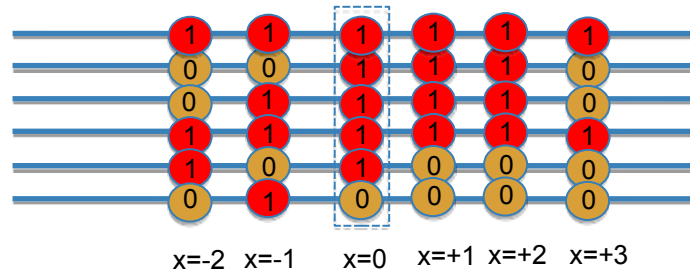 1 1 1 1 1 1
0 0 1 1 1 0
0 1 1 1 1 0
1 1 1 1 1 1
1 0 1 0 0 0
0 1 0 0 0 0
x=-2 x=-1 x=0 x=+1 x=+2 x=+3